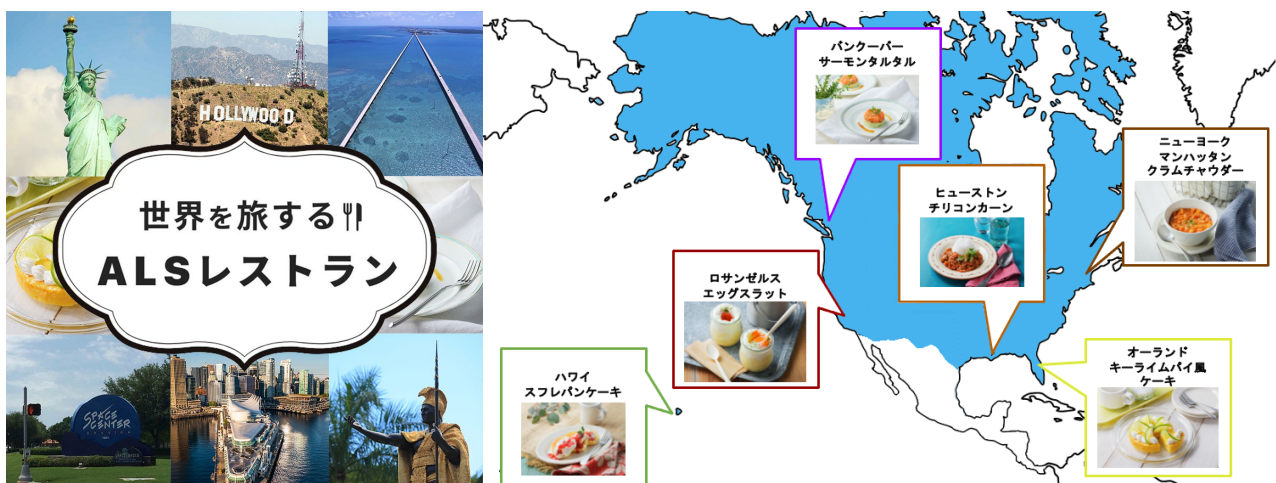 HOLLYWOOD
世界を旅する
ALSレストラン
SPACE
CENTER
HOUSTON
バンクーバー
サーモンタルタル
ニューヨーク
マンハッタン
クラムチャウダー
ヒューストン
チリコンカーン
ロサンゼルス
エッグスラット
オーランド
キーライムパイ風
ケーキ
ハワイ
スフレパンケーキ